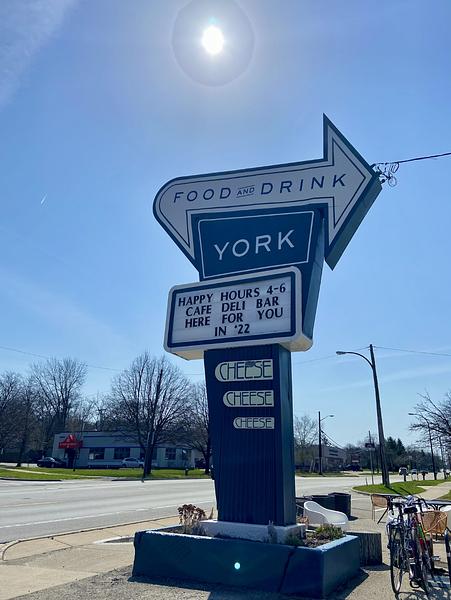 FOOD AND DRINK
YORK
HAPPY HOURS 4-6
CAFE DELI BAR
HERE FOR YOU
IN '22
CHEESE
CHEESE
CHEESE